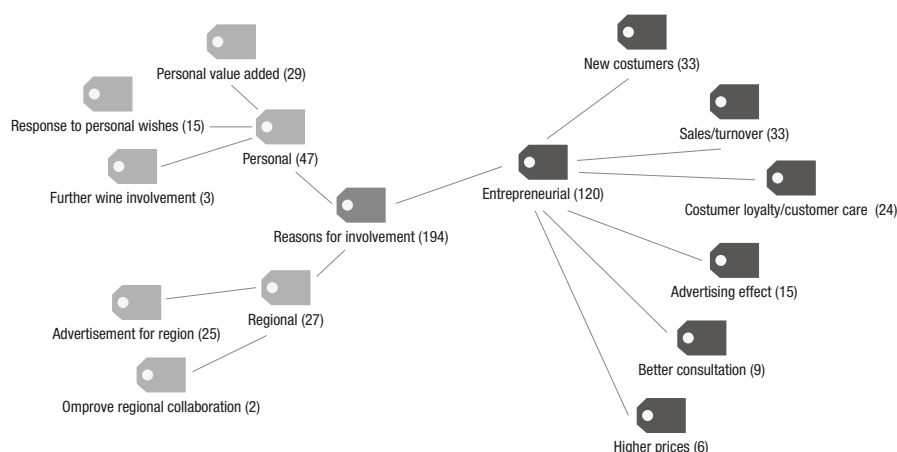 New costumers (33)
Personal value added (29)
Response to personal wishes (15)
Sales/turnover (33)
Personal (47)
Further wine involvement (3)
Entrepreneurial (120)
Costumer loyalty/customer care (24)
Reasons for involvement (194)
Advertising effect (15)
Regional (27)
Advertisement for region (25)
Better consultation (9)
Omprove regional collaboration (2)
Higher prices (6)